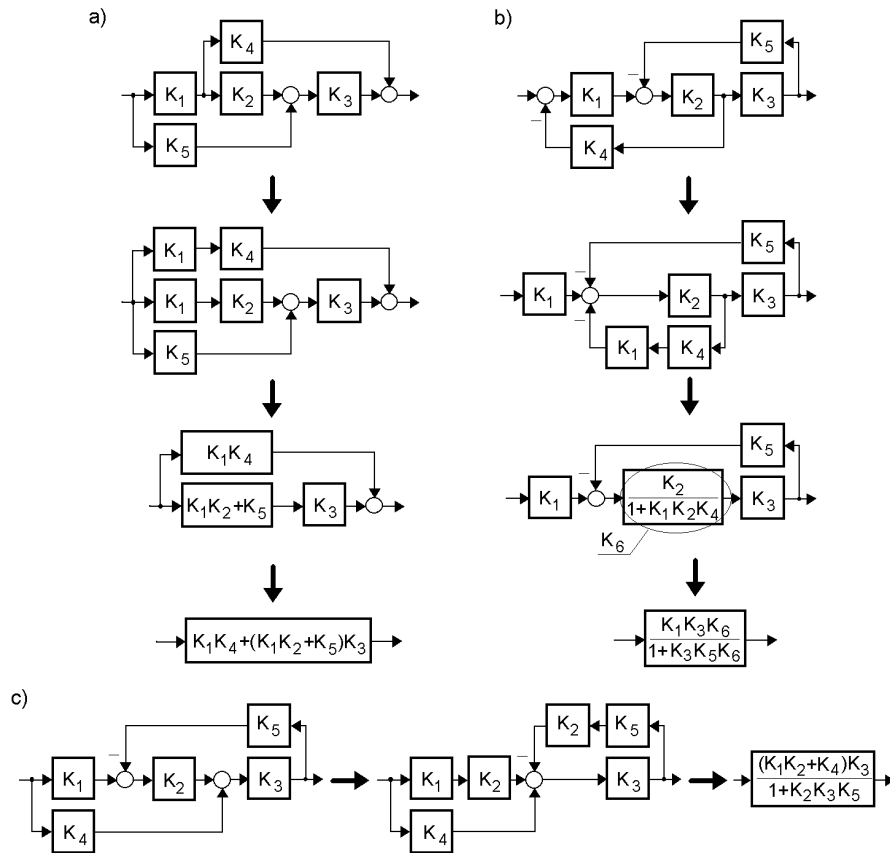 a)
b)
K4
K5
K1 K2 K3
K1 K2 K3
K5
K4
K1 K4
K5
K1 K2 K3
K1 K2 K3
K5
K1 K4
K1K4
K5
K1K2+K5 K3
K1 K2 K3
1+K1K2K4
K6
K1K4+(K1K2+K5)K3
K1K3K6
1+K3K5K6
c)
K5
K2 K5
K1 K2 K3
K1 K2 K3
(K1K2+K4)K3
1+K2K3K5
K4
K4